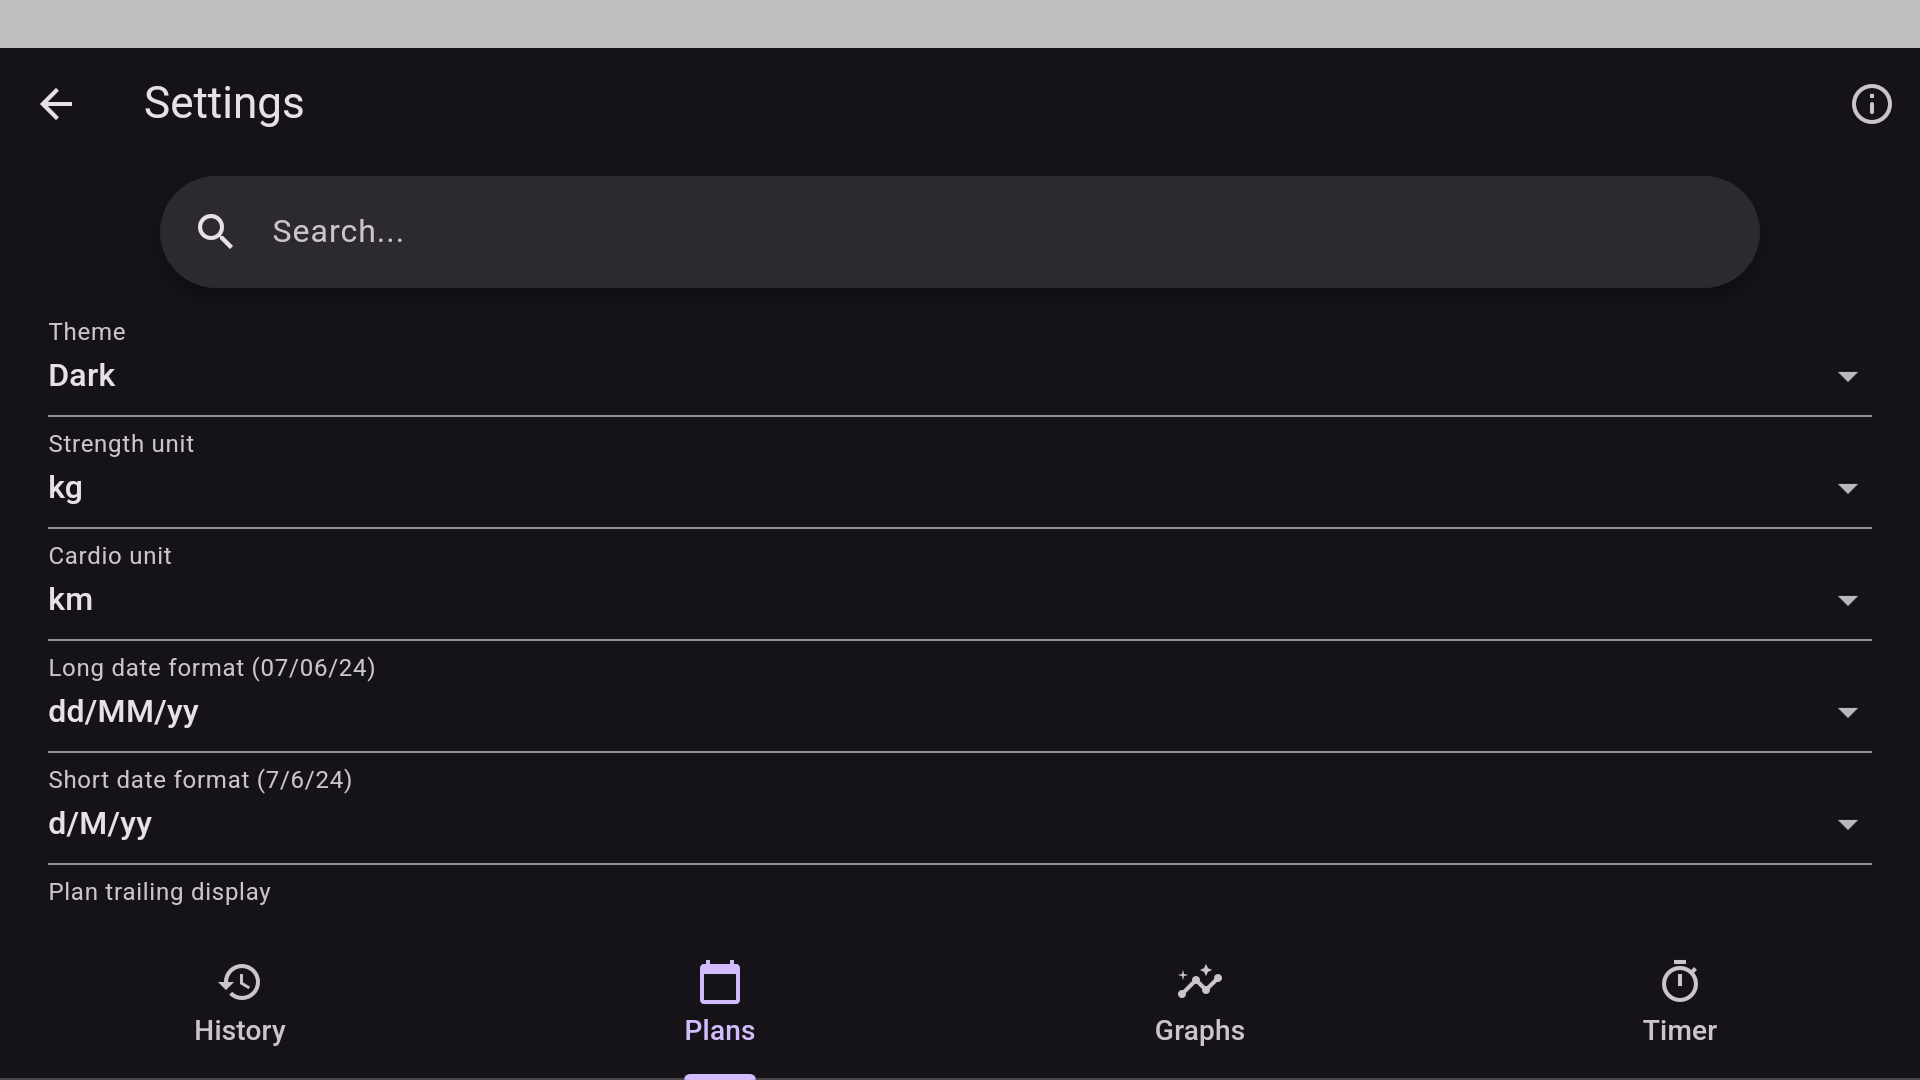 Settings
Search...
Theme
Dark
Strength unit
kg
Cardio unit
km
Long date format (07/06/24)
dd/MM/yy
Short date format (7/6/24)
d/M/yy
Plan trailing display
History
Plans
Graphs
Timer